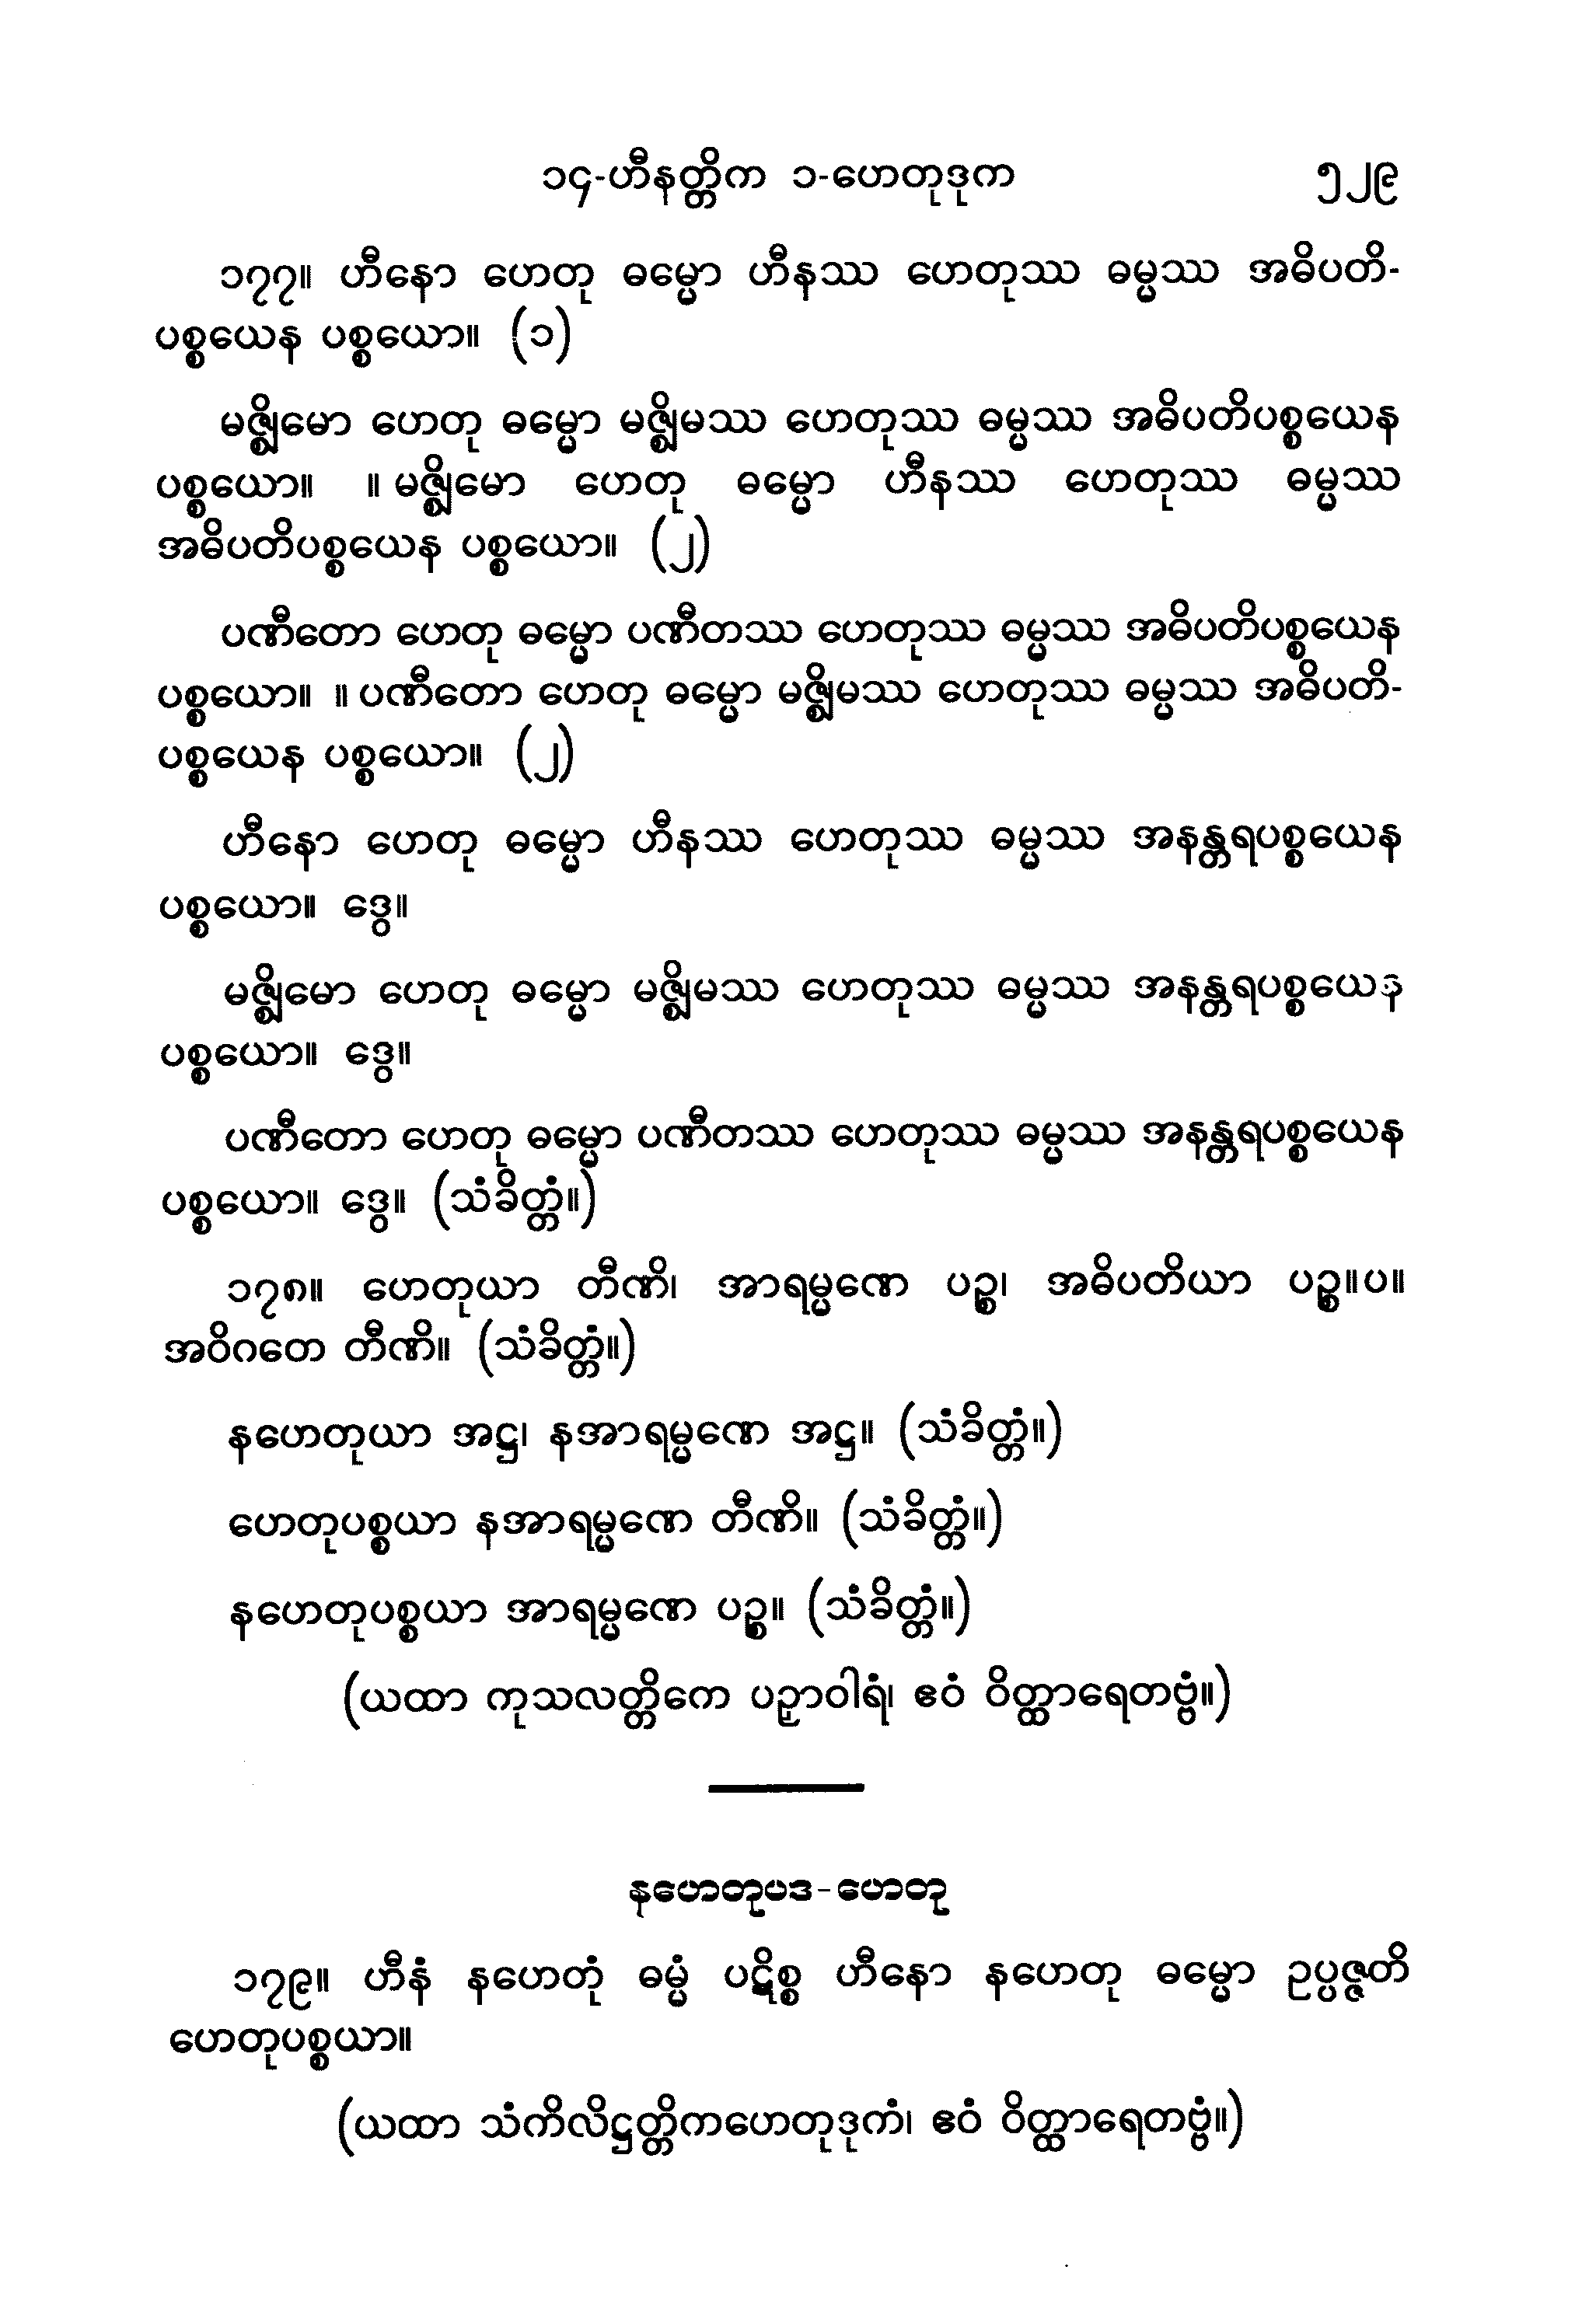 ၁၄-ဟီနတ္တိက ၁-ဟေတုဒုက ၅၂၉
၁၇၇။ ဟီနော ဟေတု ဓမ္မော ဟီနဿ ဟေတုဿ ဓမ္မဿ အဓိပတိ-
ပစ္စယေန ပစ္စယော။ (၁)
မဇ္ဈိမော ဟေတု ဓမ္မော မဇ္ဈိမဿ ဟေတုဿ ဓမ္မဿ အဓိပတိပစ္စယေန
ပစ္စယော။ ။ မဇ္ဈိမော ဟေတု ဓမ္မော ဟီနဿ ဟေတုဿ ဓမ္မဿ
အဓိပတိပစ္စယေန ပစ္စယော။ (၂)
ပဏီတော ဟေတု ဓမ္မော ပဏီတဿ ဟေတုဿ ဓမ္မဿ အဓိပတိပစ္စယေန
ပစ္စယော။ ။ ပဏီတော ဟေတု ဓမ္မော မဇ္ဈိမဿ ဟေတုဿ ဓမ္မဿ အဓိပတိ-
ပစ္စယေန ပစ္စယော။ (၂)
ဟီနော ဟေတု ဓမ္မော ဟီနဿ ဟေတုဿ ဓမ္မဿ အနန္တရပစ္စယေန
ပစ္စယော။ ဒွေ။
မဇ္ဈိမော ဟေတု ဓမ္မော မဇ္ဈိမဿ ဟေတုဿ ဓမ္မဿ အနန္တရပစ္စယေန
ပစ္စယော။ ဒွေ။
ပဏီတော ဟေတု ဓမ္မော ပဏီတဿ ဟေတုဿ ဓမ္မဿ အနန္တရပစ္စယေန
ပစ္စယော။ ဒွေ။ (သံခိတ္တံ။)
၁၇၈။ ဟေတုယာ တီဏိ၊ အာရမ္မဏေ ပဉ္စ၊ အဓိပတိယာ ပဉ္စ။ပ။
အဝိဂတေ တီဏိ။ (သံခိတ္တံ။)
နဟေတုယာ အဋ္ဌ၊ နအာရမ္မဏေ အဋ္ဌ။ (သံခိတ္တံ။)
ဟေတုပစ္စယာ နအာရမ္မဏေ တီဏိ။ (သံခိတ္တံ။)
နဟေတုပစ္စယာ အာရမ္မဏေ ပဉ္စ။ (သံခိတ္တံ။)
(ယထာ ကုသလတ္တိကေ ပဉှာဝါရံ၊ ဧဝံ ဝိတ္ထာရေတဗ္ဗံ။)
နဟေတုပဒ-ဟေတု
၁၇၉။ ဟီနံ နဟေတုံ ဓမ္မံ ပဋိစ္စ ဟီနော နဟေတု ဓမ္မော ဥပ္ပဇ္ဇတိ
ဟေတုပစ္စယာ။
(ယထာ သံကိလိဋ္ဌတ္တိကဟေတုဒုကံ၊ ဧဝံ ဝိတ္ထာရေတဗ္ဗံ။)